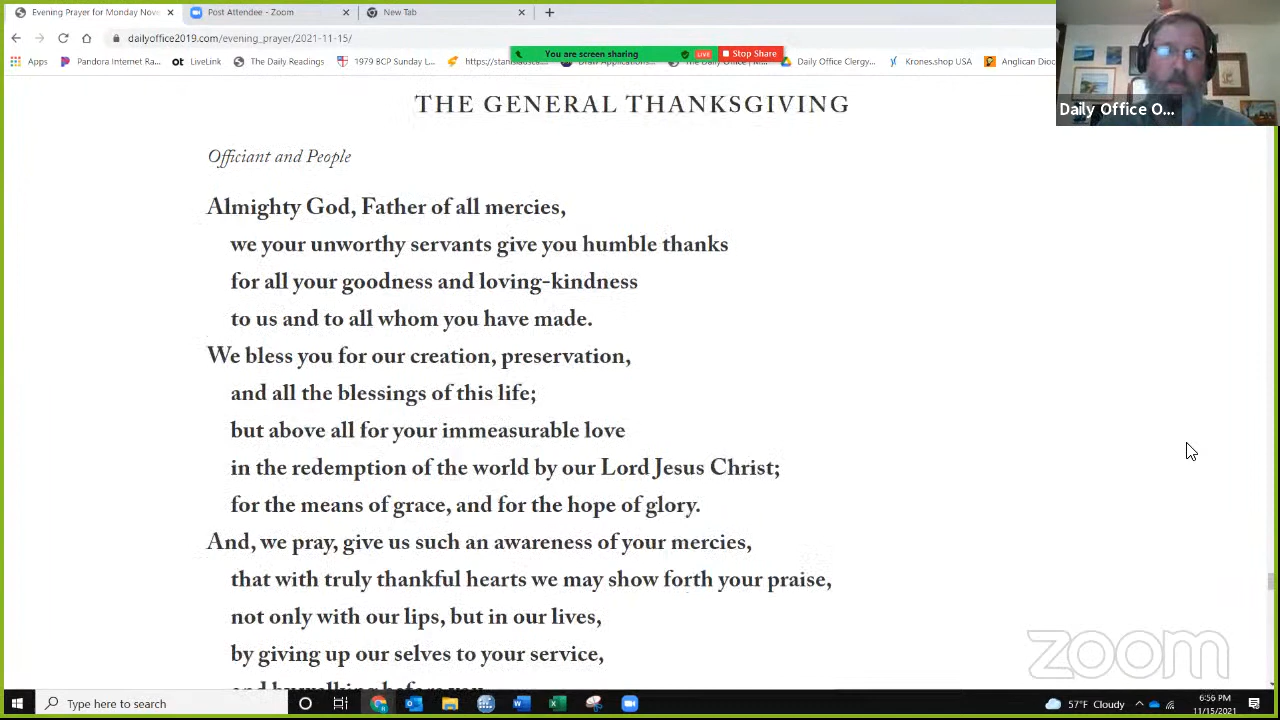 Evening Prayer for Monday Nov
Post Attendee - Zoom
New Tab
dailyoffice2019.com/evening_prayer/2021-11-15/
You are screen sharing LIVE Stop Share
Apps Pandora Internet Ra... LiveLink The Daily Readings 1979 BCP Sunday L... Daily Office Clergy... Krones.shop USA Anglican Dioc
Daily Office O...
THE GENERAL THANKSGIVING
Officiant and People
Almighty God, Father of all mercies,
we your unworthy servants give you humble thanks
for all your goodness and loving-kindness
to us and to all whom you have made.
We bless you for our creation, preservation,
and all the blessings of this life;
but above all for your immeasurable love
in the redemption of the world by our Lord Jesus Christ;
for the means of grace, and for the hope of glory.
And, we pray, give us such an awareness of your mercies,
that with truly thankful hearts we may show forth your praise,
not only with our lips, but in our lives,
by giving up our selves to your service,
and by walking before you
zoom
Type here to search
57°F Cloudy
6:56 PM
11/15/2021